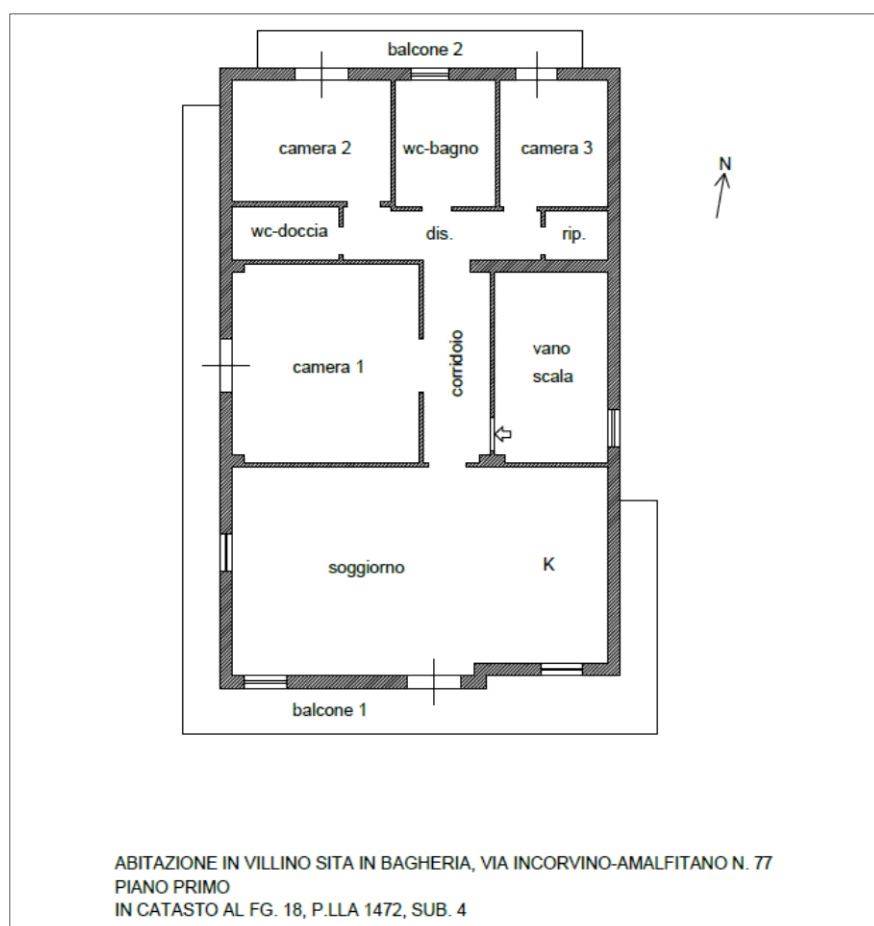 balcone 2
camera 2
wc-bagno
camera 3
N
wc-doccia
dis.
rip.
camera 1
corridoio
vano
scala
soggiorno
K
balcone 1
ABITAZIONE IN VILLINO SITA IN BAGHERIA, VIA INCORVINO-AMALFITANO N. 77
PIANO PRIMO
IN CATASTO AL FG. 18, P.LLA 1472, SUB. 4